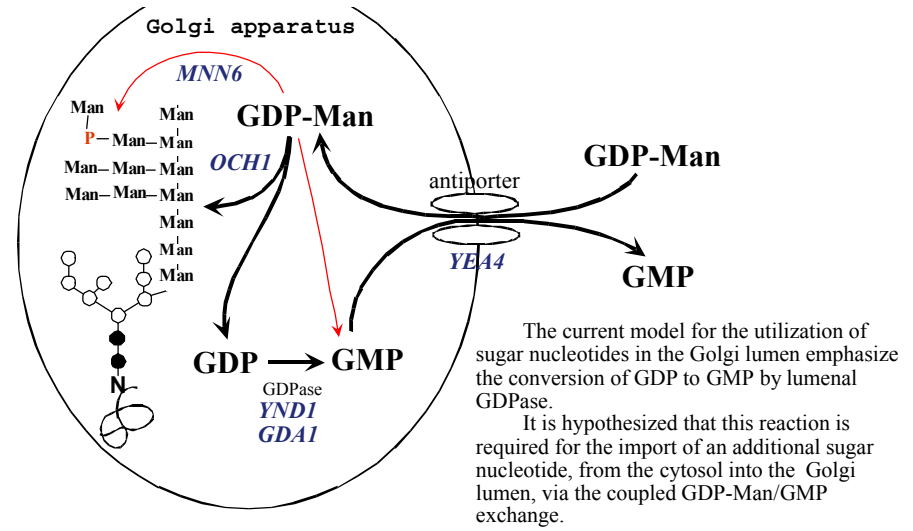 Golgi apparatus
MNN6
Man
P—Man—Man
Man
GDP-Man
OCH1
Man—Man—Man
Man—Man—Man
Man
Man
Man
N
GDP
GMP
GDPase
YND1
GDA1
antiporter
YEA4
GDP-Man
GMP
The current model for the utilization of
sugar nucleotides in the Golgi lumen emphasize
the conversion of GDP to GMP by lumenal
GDPase.
It is hypothesized that this reaction is
required for the import of an additional sugar
nucleotide, from the cytosol into the Golgi
lumen, via the coupled GDP-Man/GMP
exchange.